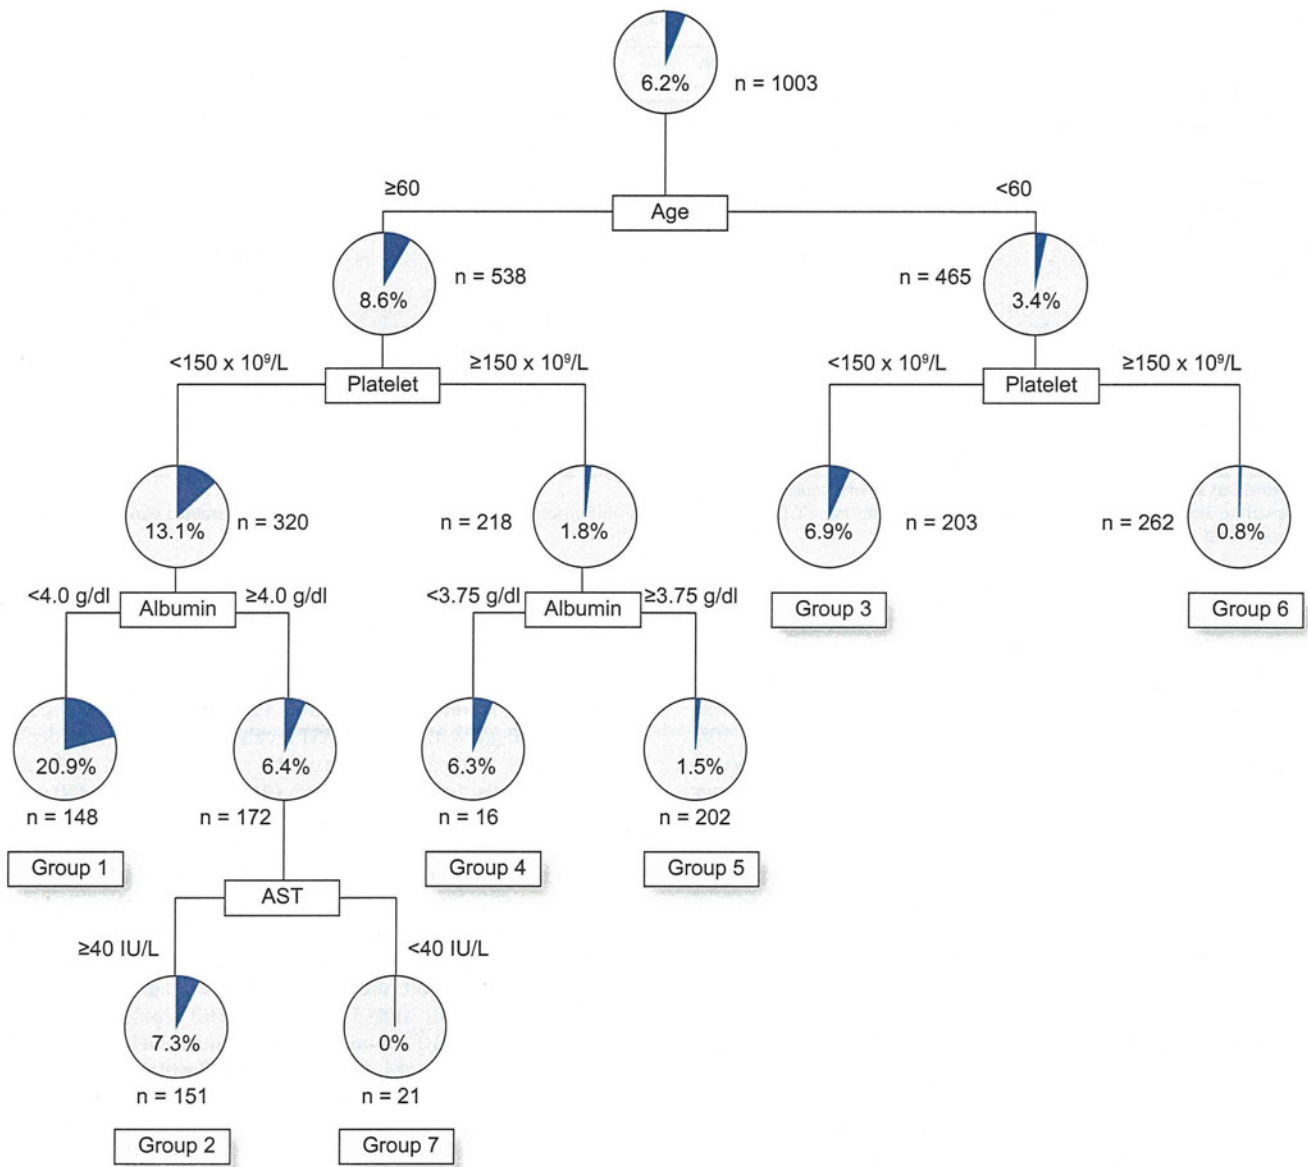 6.2%
n = 1003
≥60
<60
Age
8.6%
n = 538
n = 465
3.4%
<150 x 10⁹/L
≥150 x 10⁹/L
<150 x 10⁹/L
≥150 x 10⁹/L
Platelet
Platelet
13.1%
n = 320
n = 218
1.8%
6.9%
n = 203
n = 262
0.8%
<4.0 g/dl
≥4.0 g/dl
<3.75 g/dl
≥3.75 g/dl
Albumin
Albumin
Group 3
Group 6
20.9%
6.4%
6.3%
1.5%
n = 148
n = 172
n = 16
n = 202
Group 1
Group 4
Group 5
AST
≥40 IU/L
<40 IU/L
7.3%
0%
n = 151
n = 21
Group 2
Group 7